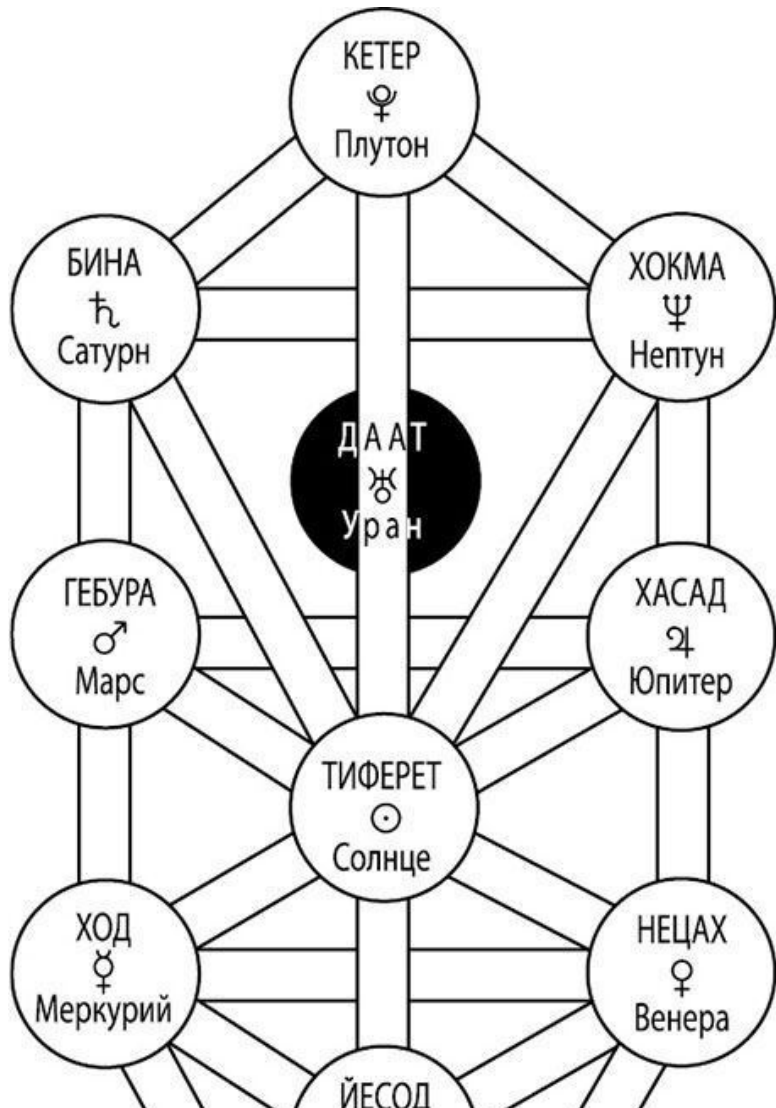 КЕТЕР
Плутон
БИНА
Сатурн
ХОКМА
Нептун
ДААТ
Уран
ГЕБУРА
Марс
ХАСАД
Юпитер
ТИФЕРЕТ
Солнце
ХОД
Меркурий
НЕЦАХ
Венера
ЙЕСОД